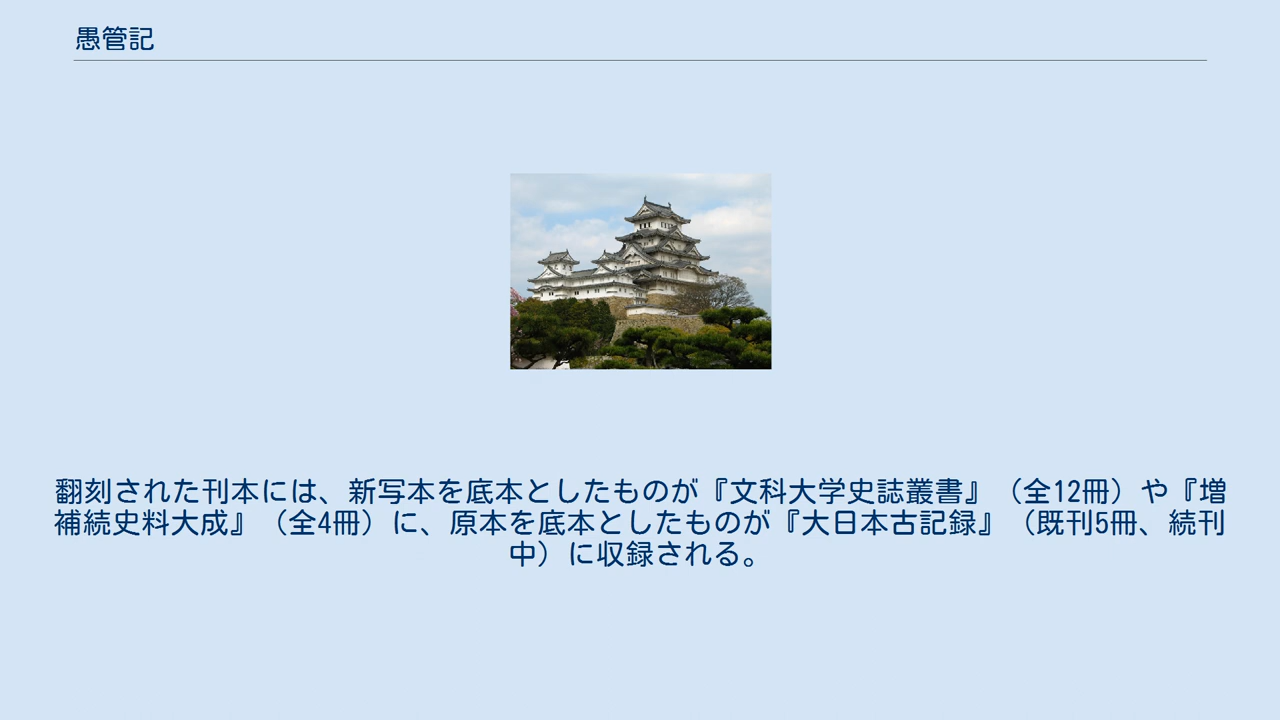 愚管記
翻刻された刊本には、新写本を底本としたものが『文科大学史誌叢書』（全12冊）や『増
補続史料大成』（全4冊）に、原本を底本としたものが『大日本古記録』（既刊5冊、続刊
中）に収録される。